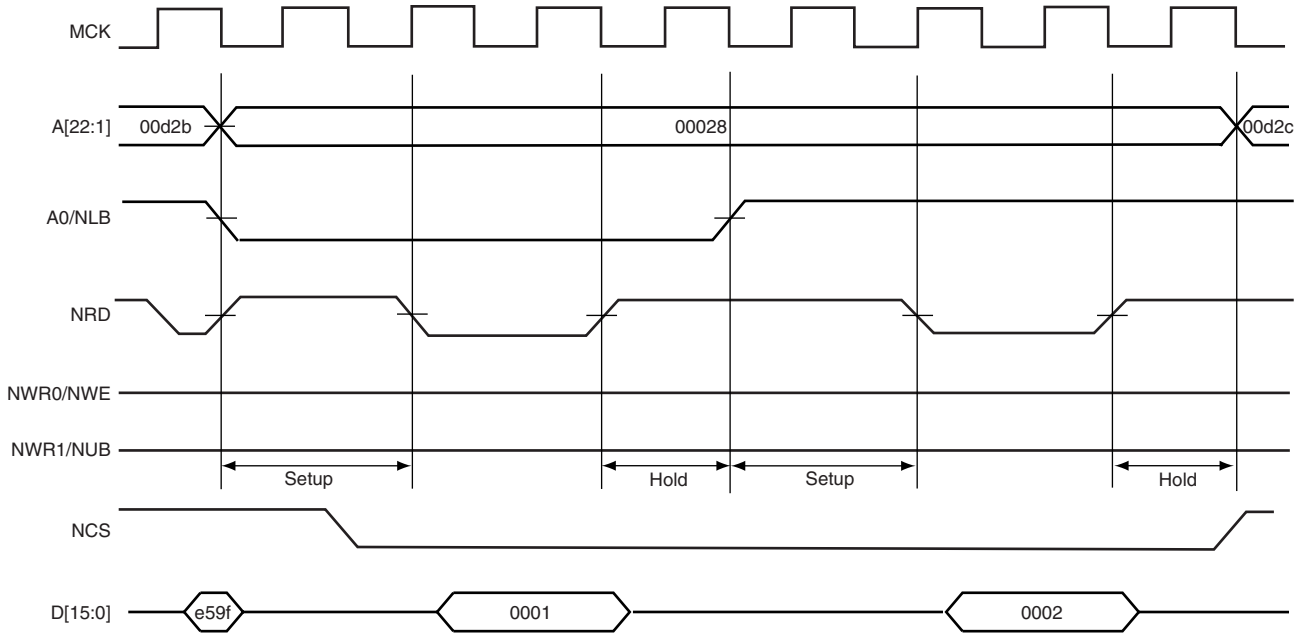 MCK
A[22:1] 00d2b 00028 00d2c
A0/NLB
NRD
NWR0/NWE
NWR1/NUB
Setup Hold Setup Hold
NCS
D[15:0] e59f 0001 0002